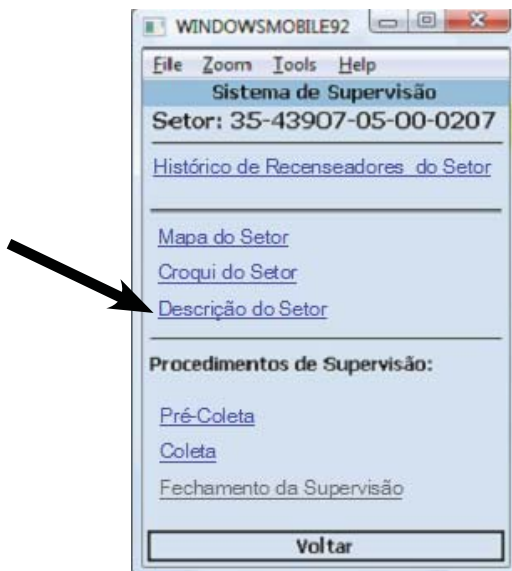 WINDOWSMOBILE92
File Zoom Tools Help
Sistema de Supervisão
Setor: 35-43907-05-00-0207
Histórico de Recenseadores do Setor
Mapa do Setor
Croqui do Setor
Descrição do Setor
Procedimentos de Supervisão:
Pré-Coleta
Coleta
Fechamento da Supervisão
Voltar